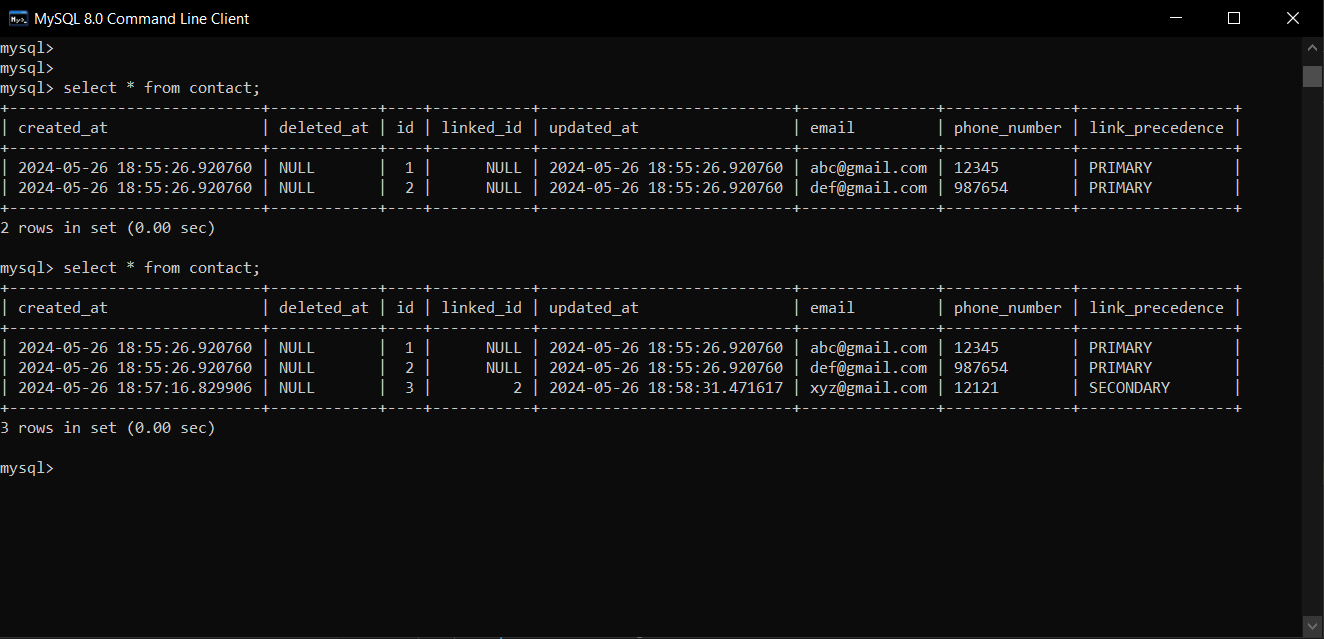 MySQL 8.0 Command Line Client
mysql>
mysql>
mysql> select * from contact;
+----------------------------+------------+----+-----------+----------------------------+---------------+--------------+-----------------+
| created_at                 | deleted_at | id | linked_id | updated_at                 | email         | phone_number | link_precedence |
+----------------------------+------------+----+-----------+----------------------------+---------------+--------------+-----------------+
| 2024-05-26 18:55:26.920760 | NULL       |  1 |      NULL | 2024-05-26 18:55:26.920760 | abc@gmail.com | 12345        | PRIMARY         |
| 2024-05-26 18:55:26.920760 | NULL       |  2 |      NULL | 2024-05-26 18:55:26.920760 | def@gmail.com | 987654       | PRIMARY         |
+----------------------------+------------+----+-----------+----------------------------+---------------+--------------+-----------------+
2 rows in set (0.00 sec)
mysql> select * from contact;
+----------------------------+------------+----+-----------+----------------------------+---------------+--------------+-----------------+
| created_at                 | deleted_at | id | linked_id | updated_at                 | email         | phone_number | link_precedence |
+----------------------------+------------+----+-----------+----------------------------+---------------+--------------+-----------------+
| 2024-05-26 18:55:26.920760 | NULL       |  1 |      NULL | 2024-05-26 18:55:26.920760 | abc@gmail.com | 12345        | PRIMARY         |
| 2024-05-26 18:55:26.920760 | NULL       |  2 |      NULL | 2024-05-26 18:55:26.920760 | def@gmail.com | 987654       | PRIMARY         |
| 2024-05-26 18:57:16.829906 | NULL       |  3 |         2 | 2024-05-26 18:58:31.471617 | xyz@gmail.com | 12121        | SECONDARY       |
+----------------------------+------------+----+-----------+----------------------------+---------------+--------------+-----------------+
3 rows in set (0.00 sec)
mysql>